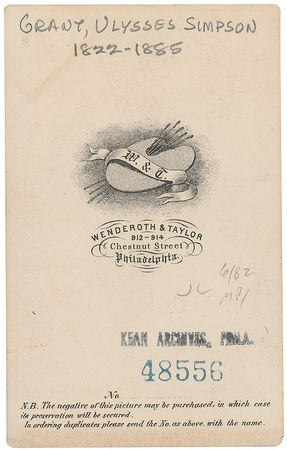 GRANT, ULYSSES SIMPSON
1822-1885
W. & T.
WENDEROTH & TAYLOR
912-914
Chestnut Street
Philadelphia.
6/82
KEAN ARCHIVES, PHILA.
48556
No.
N.B. The negative of this picture may be purchased, in which case
its preservation will be secured.
In ordering duplicates please send the No. as above, with the name.